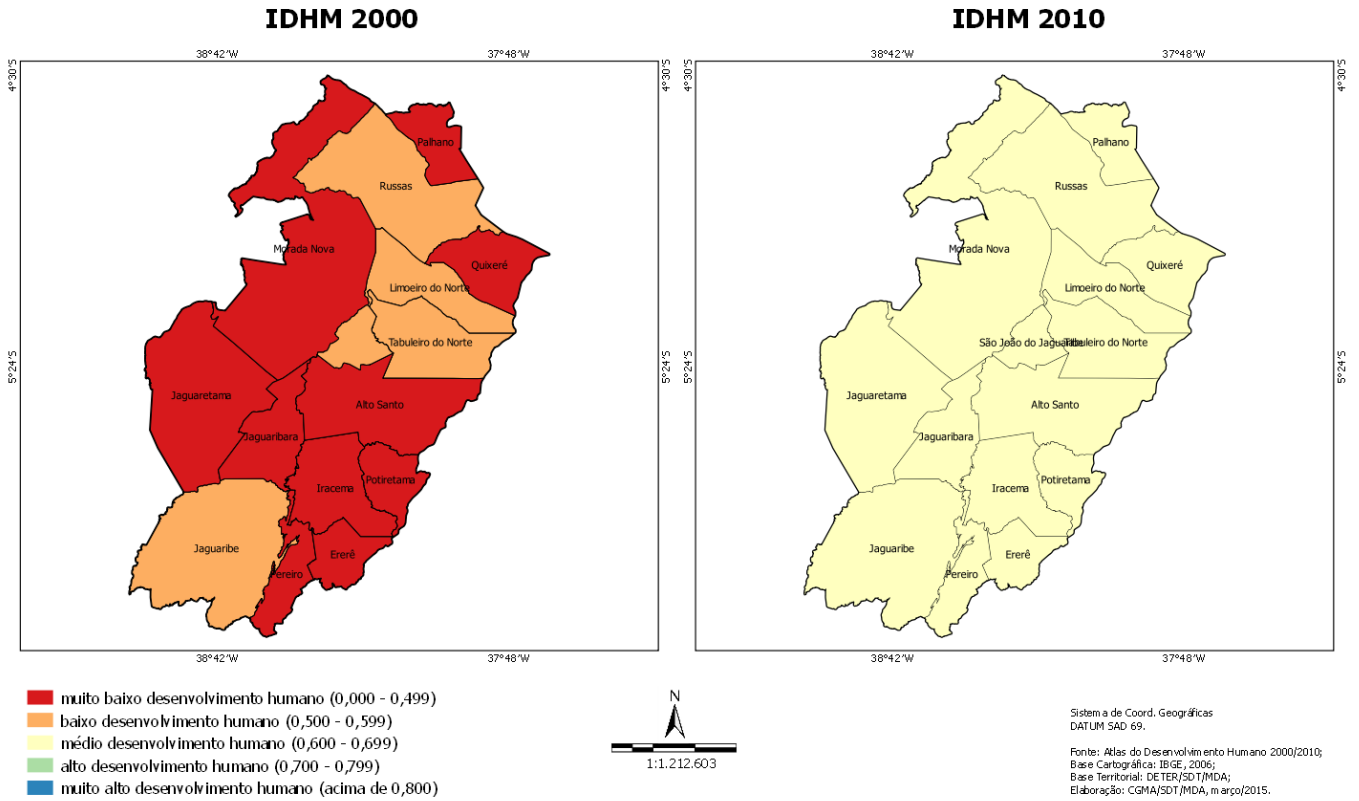 IDHM 2000
38°42'W
37°48'W
4°30'S
5°24'S
Palhano
Russas
Morada Nova
Quixeré
Limoeiro do Norte
Tabuleiro do Norte
Jaguaretama
Alto Santo
Jaguaribara
Potiretama
Iracema
Jaguaribe
Ererê
Pereiro
38°42'W
37°48'W
IDHM 2010
38°42'W
37°48'W
4°30'S
5°24'S
4°30'S
5°24'S
Palhano
Russas
Morada Nova
Quixeré
Limoeiro do Norte
São João do Jaguaribe
Tabuleiro do Norte
Jaguaretama
Alto Santo
Jaguaribara
Potiretama
Iracema
Jaguaribe
Ererê
Pereiro
38°42'W
37°48'W
muito baixo desenvolvimento humano (0,000 - 0,499)
baixo desenvolvimento humano (0,500 - 0,599)
médio desenvolvimento humano (0,600 - 0,699)
alto desenvolvimento humano (0,700 - 0,799)
muito alto desenvolvimento humano (acima de 0,800)
N
1:1.212.603
Sistema de Coord. Geográficas
DATUM SAD 69.
Fonte: Atlas do Desenvolvimento Humano 2000/2010;
Base Cartográfica: IBGE, 2006;
Base Territorial: DETER/SDT/MDA;
Elaboração: CGMA/SDT/MDA, março/2015.